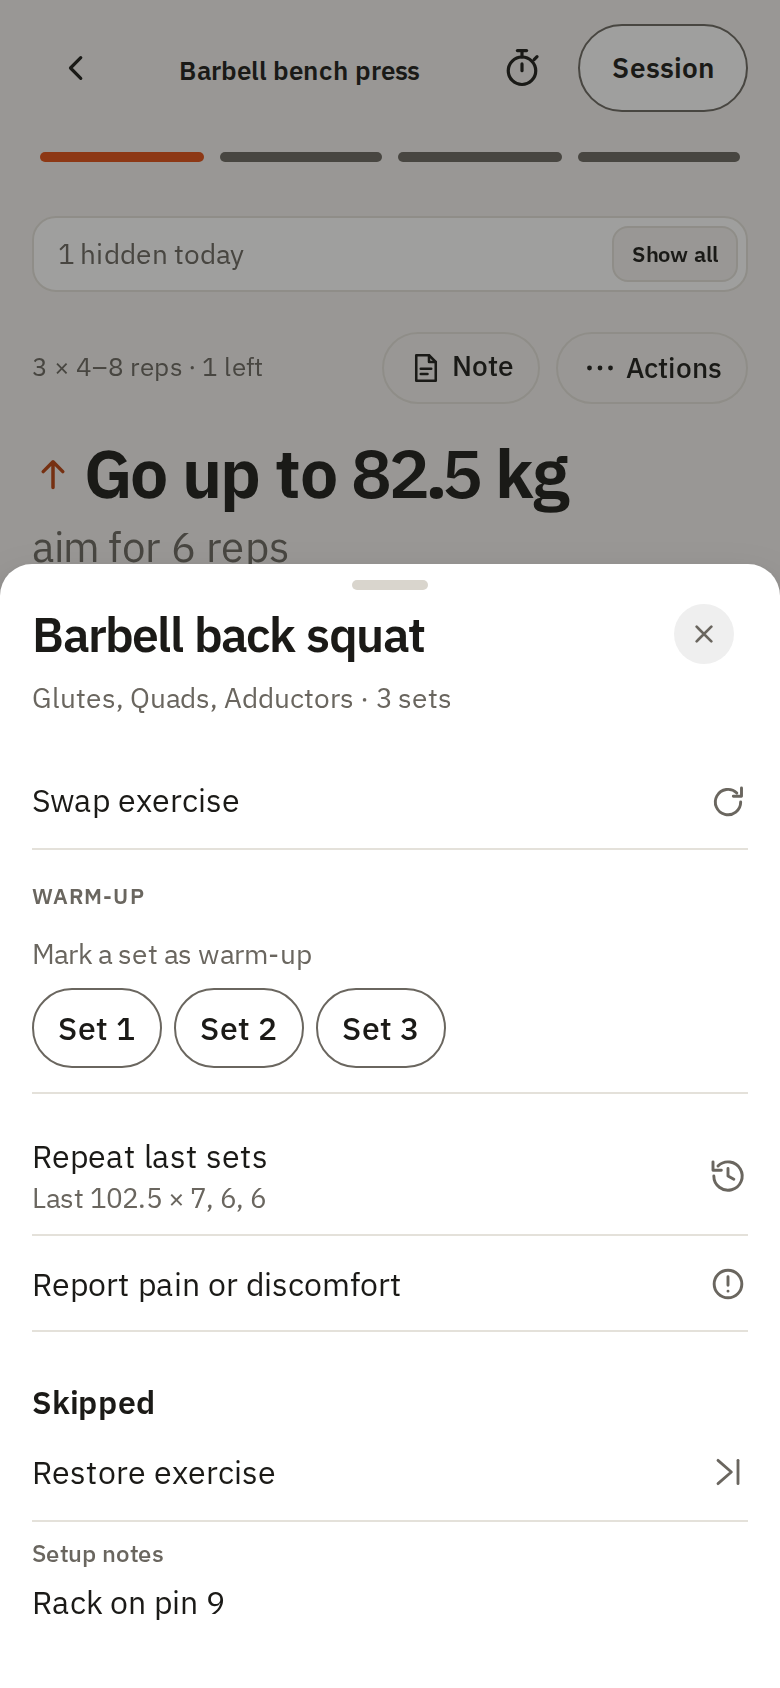 Barbell bench press
Session
1 hidden today
Show all
3 × 4–8 reps · 1 left
Note
Actions
Go up to 82.5 kg
aim for 6 reps
Barbell back squat
Glutes, Quads, Adductors · 3 sets
Swap exercise
WARM-UP
Mark a set as warm-up
Set 1
Set 2
Set 3
Repeat last sets
Last 102.5 × 7, 6, 6
Report pain or discomfort
Skipped
Restore exercise
Setup notes
Rack on pin 9